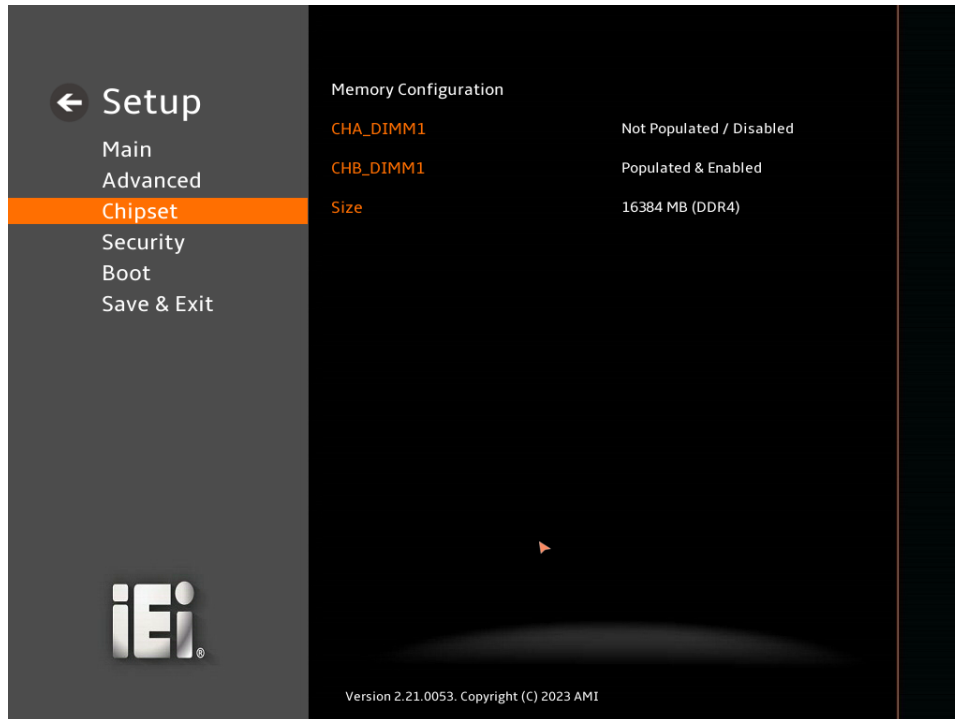 Setup
Main
Advanced
Chipset
Security
Boot
Save & Exit
Memory Configuration
CHA_DIMM1 Not Populated / Disabled
CHB_DIMM1 Populated & Enabled
Size 16384 MB (DDR4)
iEi®
Version 2.21.0053. Copyright (C) 2023 AMI